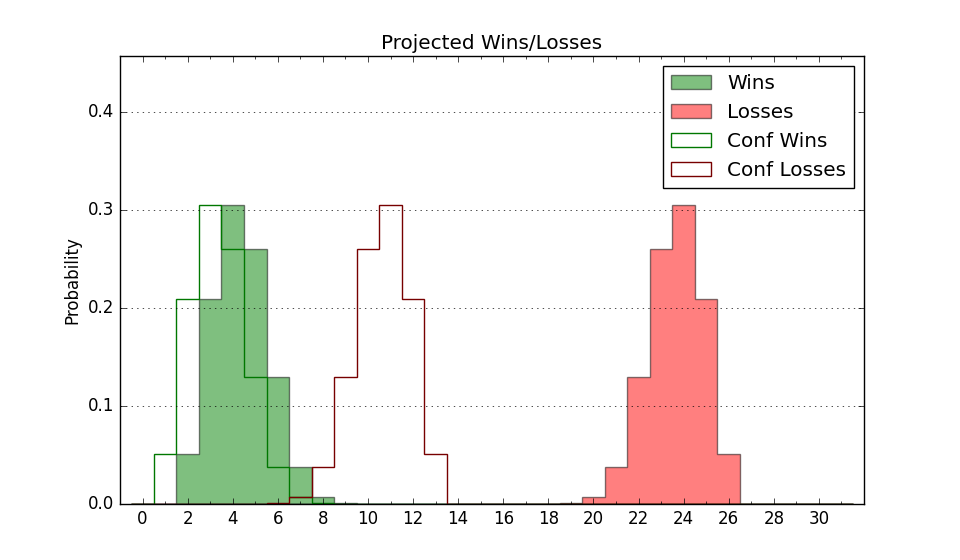 Projected Wins/Losses
Wins
Losses
Conf Wins
Conf Losses
Probability
0.4
0.3
0.2
0.1
0.0
0 2 4 6 8 10 12 14 16 18 20 22 24 26 28 30